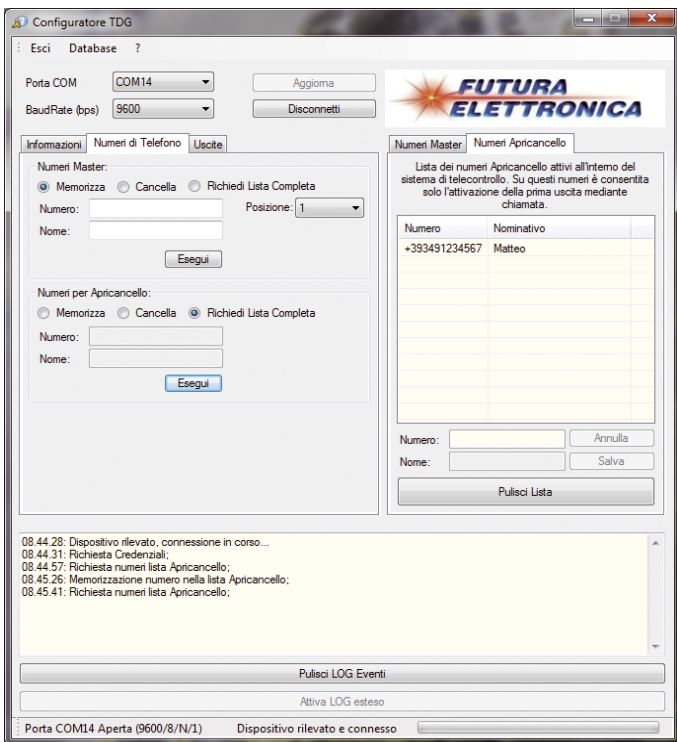 Configuratore TDG
Esci Database ?
Porta COM COM14 Aggiorna
BaudRate (bps) 9600 Disconnetti
FUTURA
ELETTRONICA
Informazioni Numeri di Telefono Uscite
Numeri Master:
Memorizza Cancella Richiedi Lista Completa
Numero: Posizione: 1
Nome:
Esegui
Numeri per Apricancello:
Memorizza Cancella Richiedi Lista Completa
Numero:
Nome:
Esegui
Numeri Master Numeri Apricancello
Lista dei numeri Apricancello attivi all'interno del
sistema di telecontrollo. Su questi numeri è consentita
solo l'attivazione della prima uscita mediante
chiamata.
Numero Nominativo
+393491234567 Matteo
Numero: Annulla
Nome: Salva
Pulisci Lista
08.44.28: Dispositivo rilevato, connessione in corso...
08.44.31: Richiesta Credenziali;
08.44.57: Richiesta numeri lista Apricancello;
08.45.26: Memorizzazione numero nella lista Apricancello;
08.45.41: Richiesta numeri lista Apricancello;
Pulisci LOG Eventi
Attiva LOG esteso
Porta COM14 Aperta (9600/8/N/1) Dispositivo rilevato e connesso